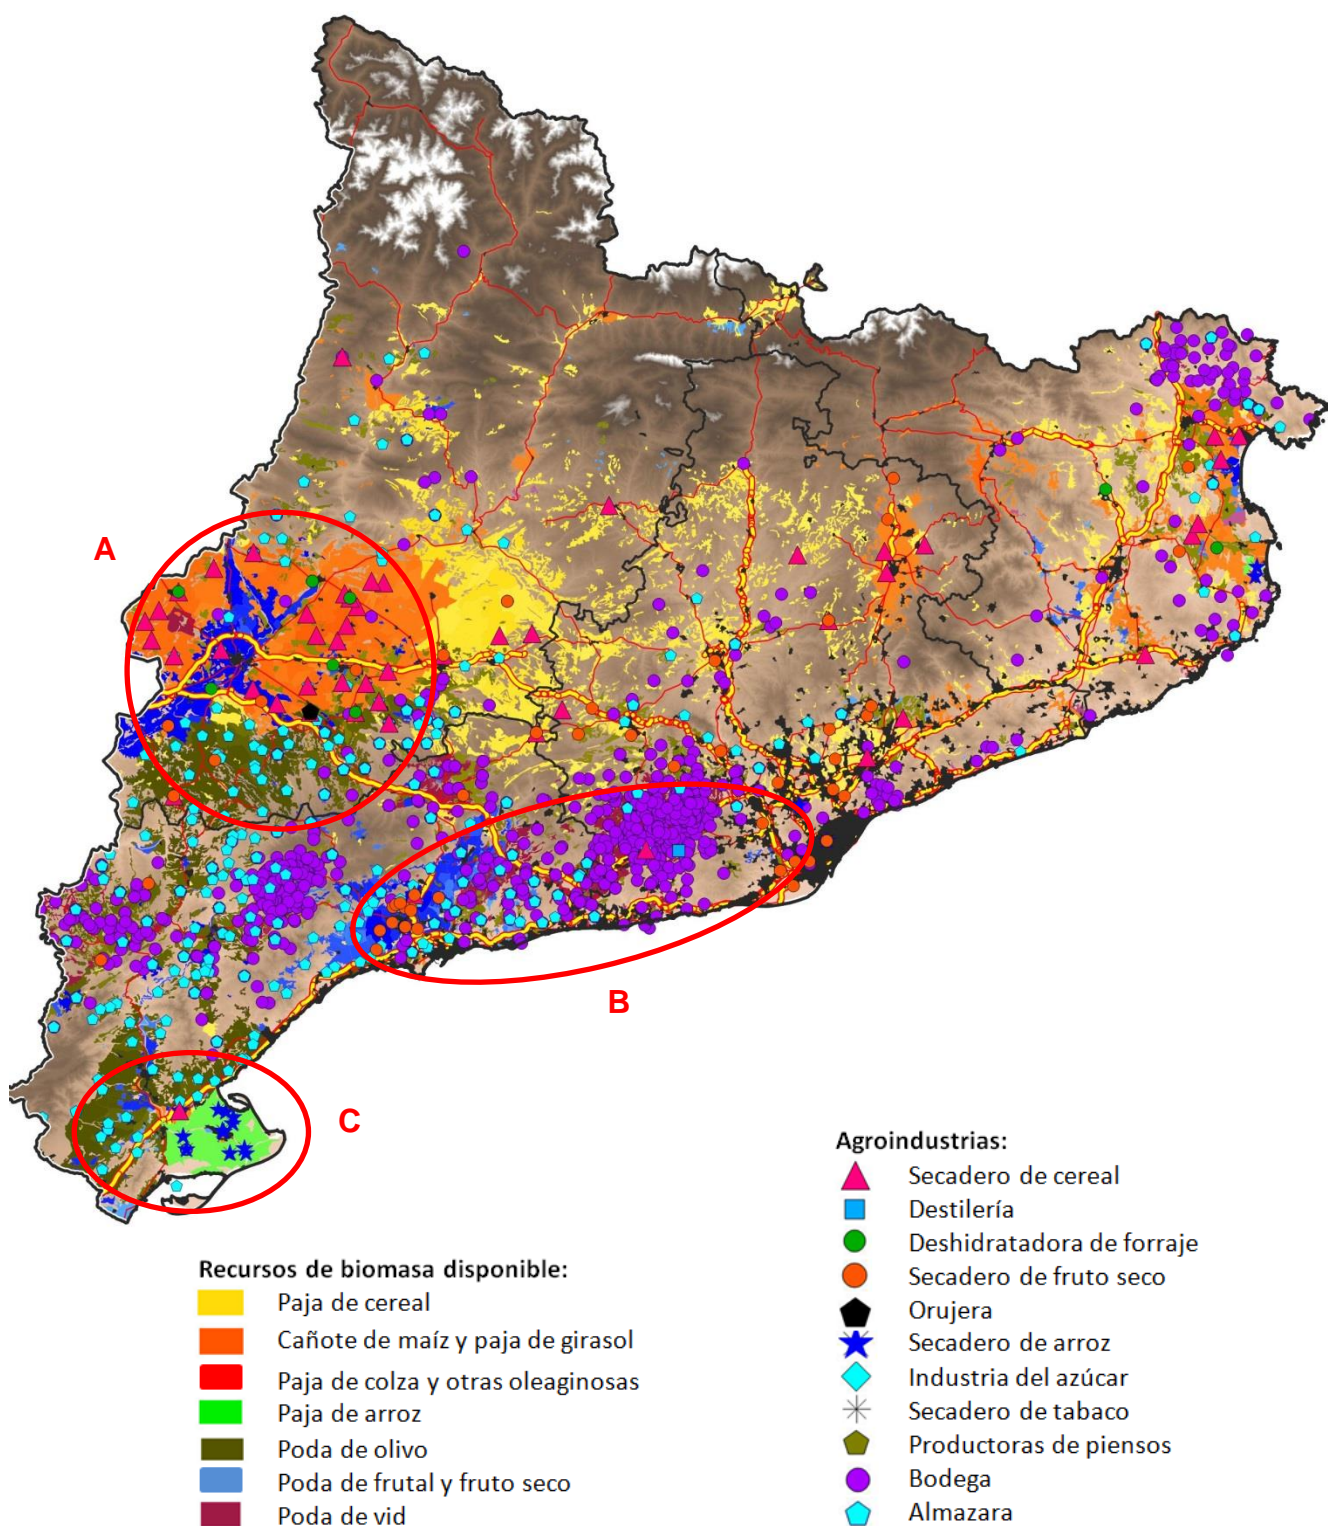 A
B
C
Agroindustrias:
Secadero de cereal
Destilería
Deshidratadora de forraje
Secadero de fruto seco
Orujera
Secadero de arroz
Industria del azúcar
Secadero de tabaco
Productoras de piensos
Bodega
Almazara
Recursos de biomasa disponible:
Paja de cereal
Cañote de maíz y paja de girasol
Paja de colza y otras oleaginosas
Paja de arroz
Poda de olivo
Poda de frutal y fruto seco
Poda de vid